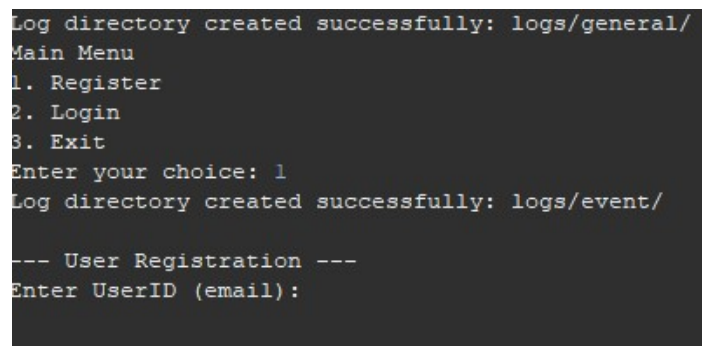 Log directory created successfully: logs/general/
Main Menu
1. Register
2. Login
3. Exit
Enter your choice: 1
Log directory created successfully: logs/event/
--- User Registration ---
Enter UserID (email):